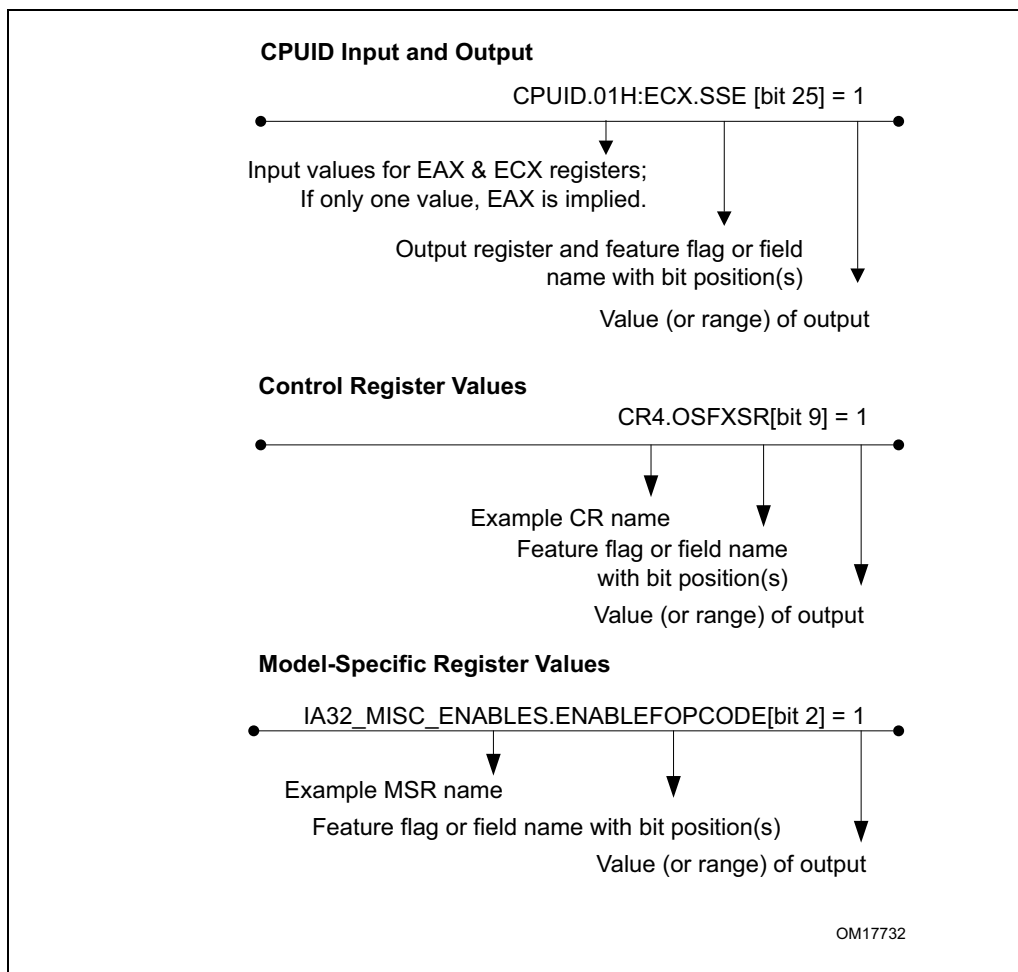 CPUID Input and Output
CPUID.01H:ECX.SSE [bit 25] = 1
Input values for EAX & ECX registers;
If only one value, EAX is implied.
Output register and feature flag or field
name with bit position(s)
Value (or range) of output
Control Register Values
CR4.OSFXSR[bit 9] = 1
Example CR name
Feature flag or field name
with bit position(s)
Value (or range) of output
Model-Specific Register Values
IA32_MISC_ENABLES.ENABLEFOPCODE[bit 2] = 1
Example MSR name
Feature flag or field name with bit position(s)
Value (or range) of output
OM17732